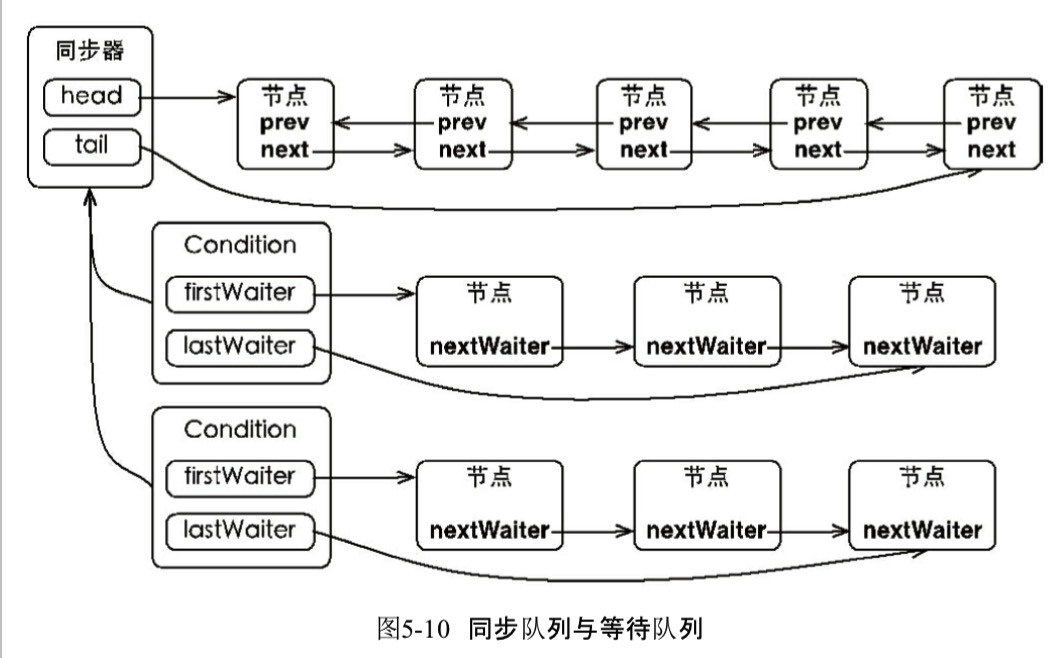 同步器
head
tail
节点 节点 节点 节点 节点
prev prev prev prev prev
next next next next next
Condition
firstWaiter
lastWaiter
节点 节点 节点
nextWaiter nextWaiter nextWaiter
Condition
firstWaiter
lastWaiter
节点 节点 节点
nextWaiter nextWaiter nextWaiter
图5-10 同步队列与等待队列